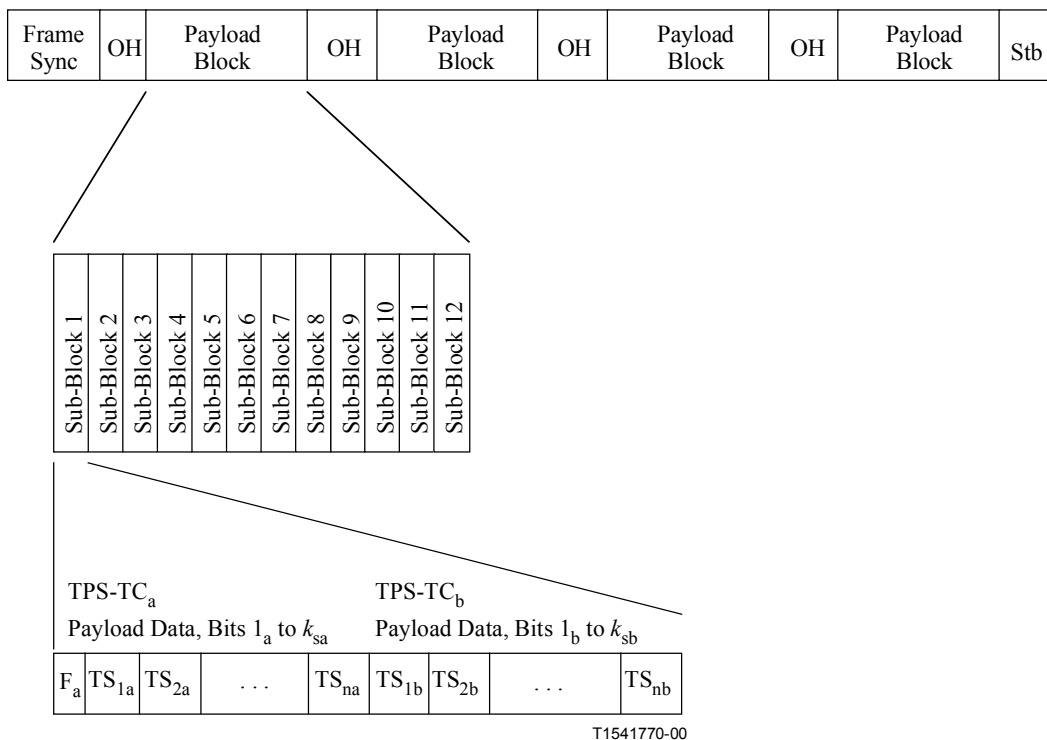 Frame Sync
OH
Payload Block
OH
Payload Block
OH
Payload Block
OH
Payload Block
Stb
Sub-Block 1
Sub-Block 2
Sub-Block 3
Sub-Block 4
Sub-Block 5
Sub-Block 6
Sub-Block 7
Sub-Block 8
Sub-Block 9
Sub-Block 10
Sub-Block 11
Sub-Block 12
TPS-TCa
Payload Data, Bits 1a to ksa
TPS-TCb
Payload Data, Bits 1b to ksb
Fa
TS1a
TS2a
. . .
TSna
TS1b
TS2b
. . .
TSnb
T1541770-00